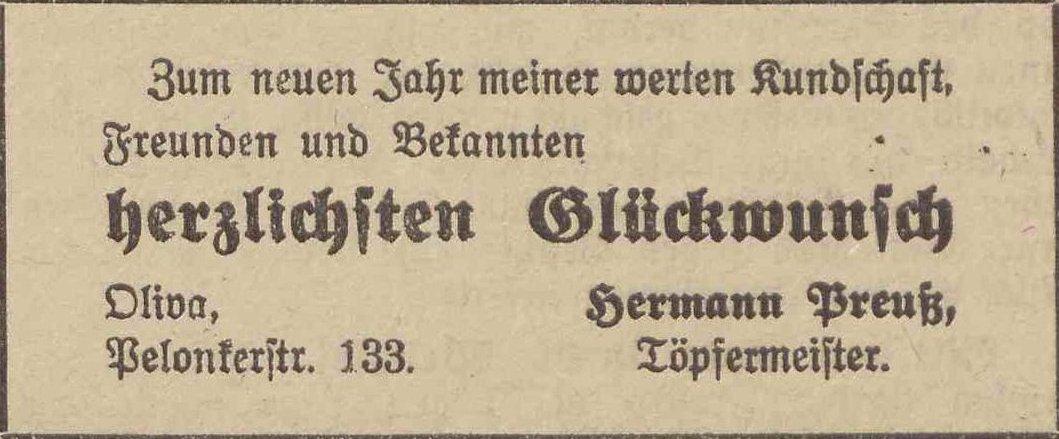 Zum neuen Jahr meiner werten Kundschaft,
Freunden und Bekannten
herzlichsten Glückwunsch
Oliva, Hermann Preuß,
Pelonkerstr. 133. Töpfermeister.